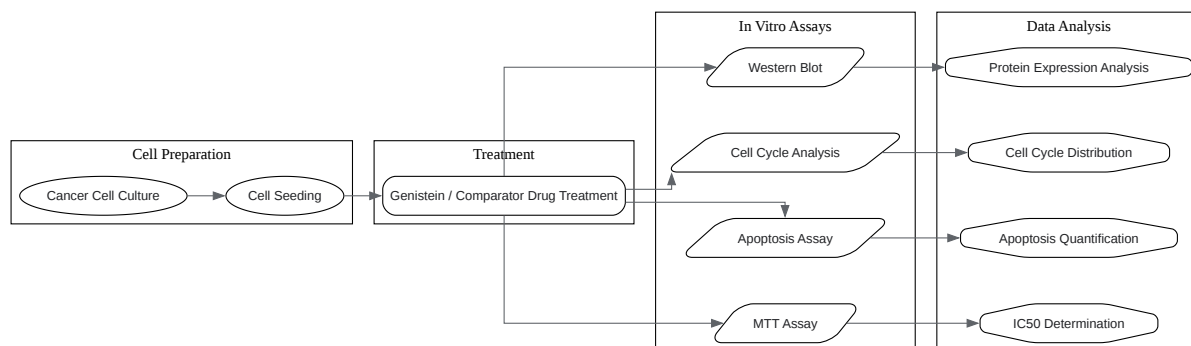 Cell Preparation
Cancer Cell Culture
Cell Seeding
Treatment
Genistein / Comparator Drug Treatment
In Vitro Assays
Western Blot
Cell Cycle Analysis
Apoptosis Assay
MTT Assay
Data Analysis
Protein Expression Analysis
Cell Cycle Distribution
Apoptosis Quantification
IC50 Determination